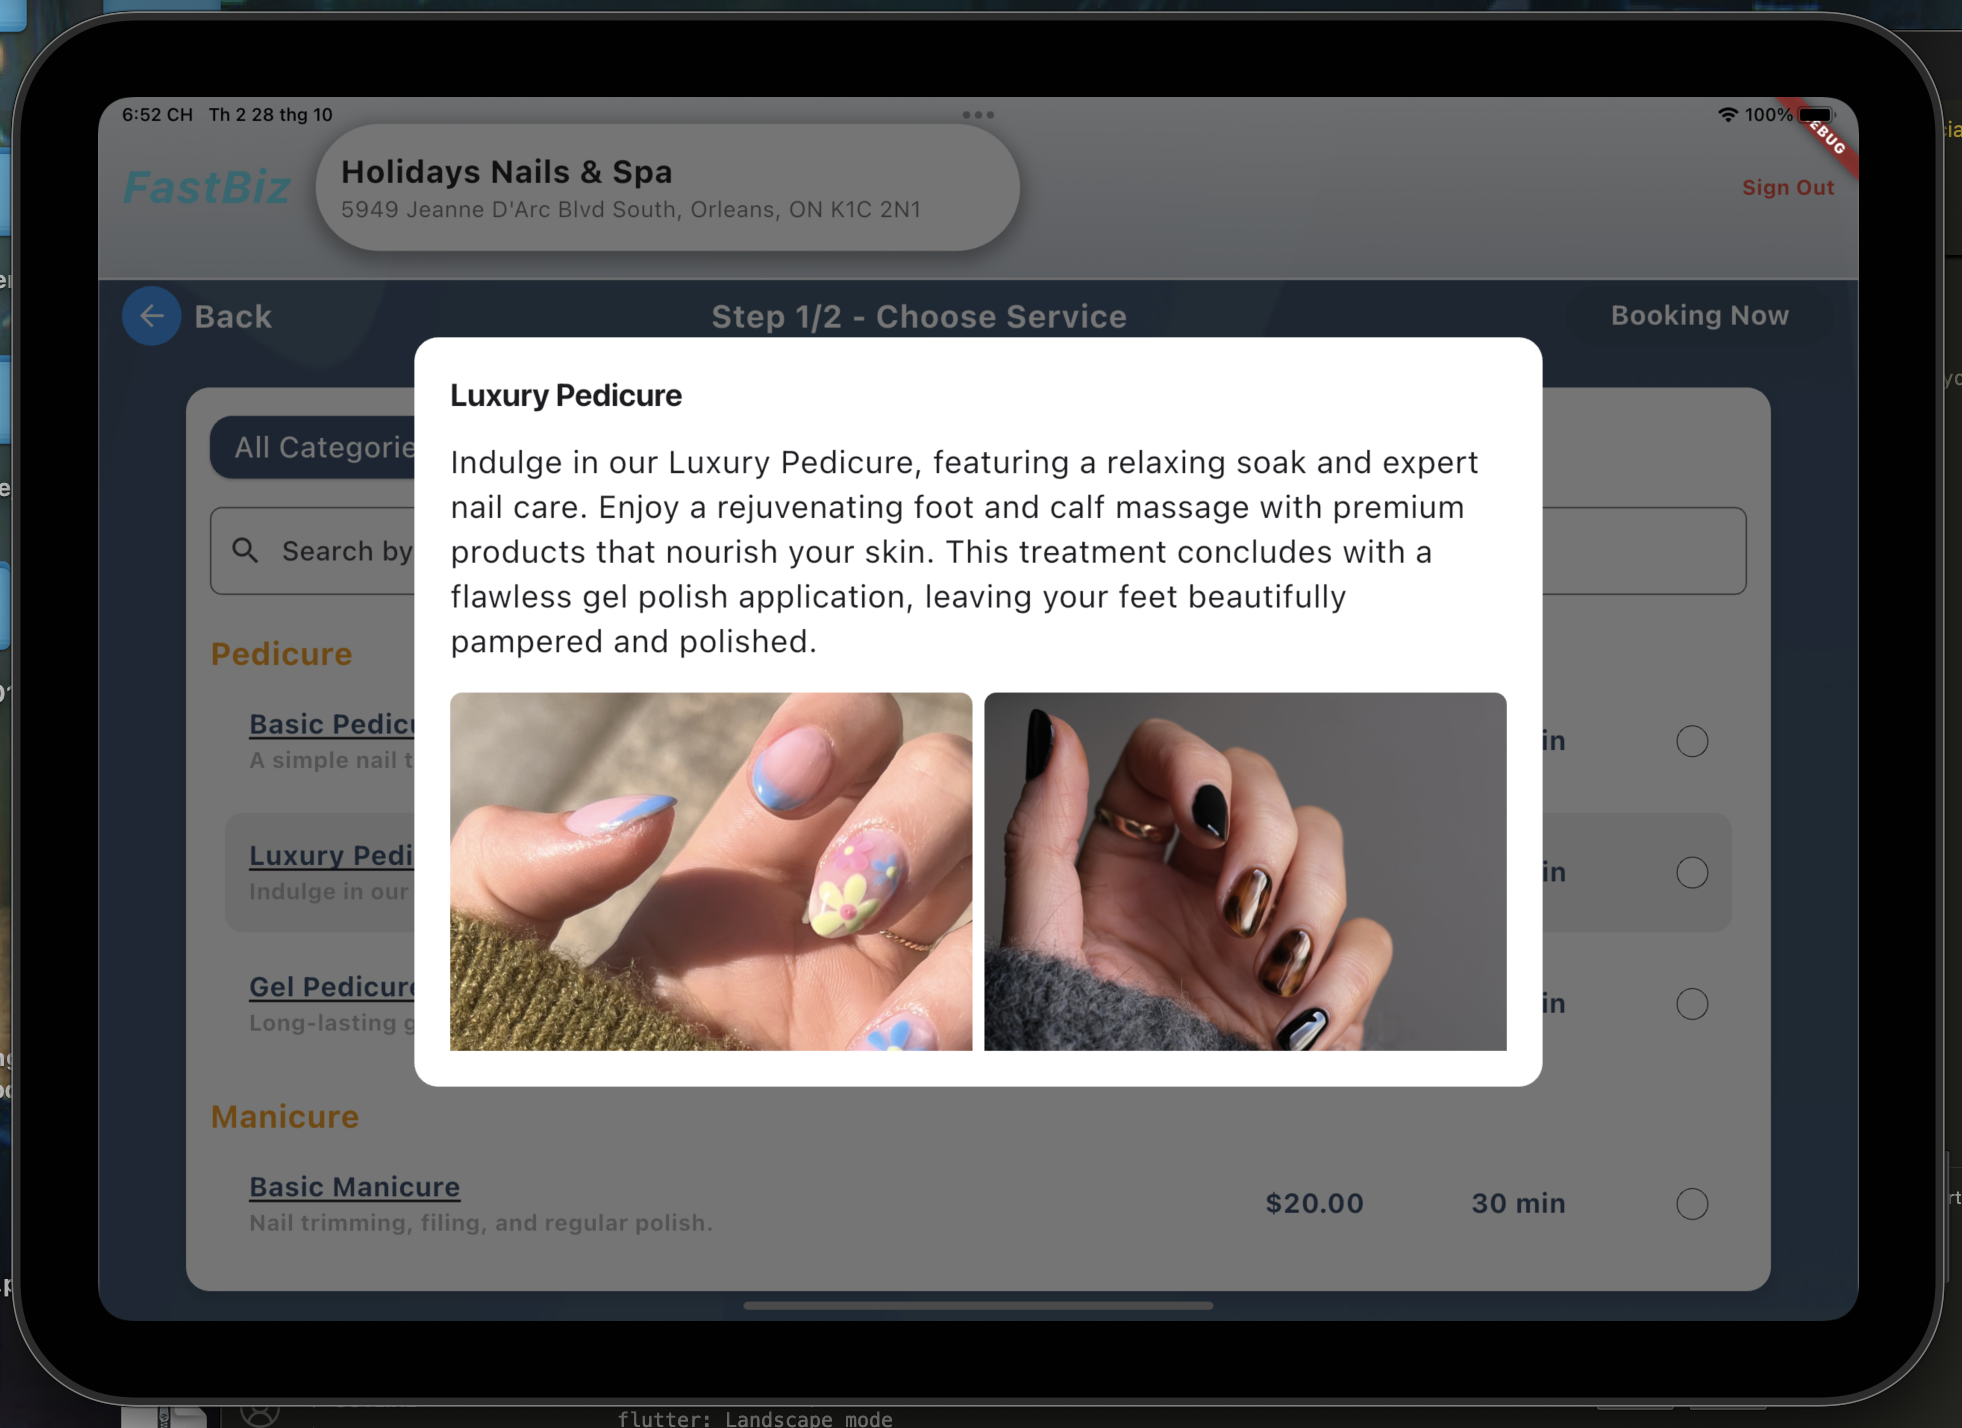 6:52 CH Th 2 28 thg 10
100%
EBUG
FastBiz
Holidays Nails & Spa
5949 Jeanne D'Arc Blvd South, Orleans, ON K1C 2N1
Sign Out
Back
Step 1/2 - Choose Service
Booking Now
All Categorie
Search by
Luxury Pedicure
Indulge in our Luxury Pedicure, featuring a relaxing soak and expert
nail care. Enjoy a rejuvenating foot and calf massage with premium
products that nourish your skin. This treatment concludes with a
flawless gel polish application, leaving your feet beautifully
pampered and polished.
Pedicure
Basic Pedicu
A simple nail t
in
Luxury Pedi
Indulge in our
in
Gel Pedicure
Long-lasting g
in
Manicure
Basic Manicure
Nail trimming, filing, and regular polish.
$20.00
30 min
flutter: Landscape mode